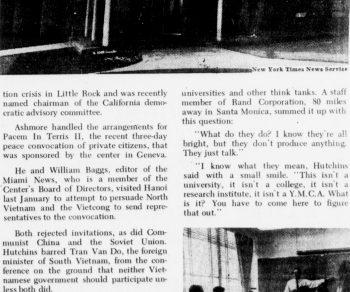 New York Times News Service
tion crisis in Little Rock and was recently
named chairman of the California demo-
cratic advisory committee.
Ashmore handled the arrangements for
Pacem In Terris II, the recent three-day
peace convocation of private citizens, that
was sponsored by the center in Geneva.
He and William Baggs, editor of the
Miami News, who is a member of the
Center's Board of Directors, visited Hanoi
last January to attempt to persuade North
Vietnam and the Vietcong to send repre-
sentatives to the convocation.
Both rejected invitations, as did Com-
munist China and the Soviet Union.
Hutchins barred Tran Van Do, the foreign
minister of South Vietnam, from the con-
ference on the ground that neither Viet-
namese government should participate un-
less both did.
universities and other think tanks. A staff
member of Rand Corporation, 80 miles
away in Santa Monica, summed it up with
this question:
"What do they do? I know they're all
bright, but they don't produce anything.
They just talk."
"I know what they mean, Hutchins
said with a small smile. "This isn't a
university, it isn't a college, it isn't a
research institute, it isn't a Y.M.C.A. What
is it? You have to come here to figure
that out."